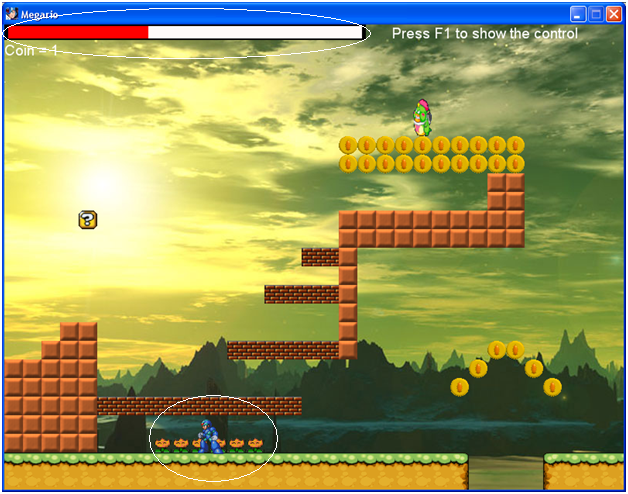 Megario
Press F1 to show the control
Coin = 1
?